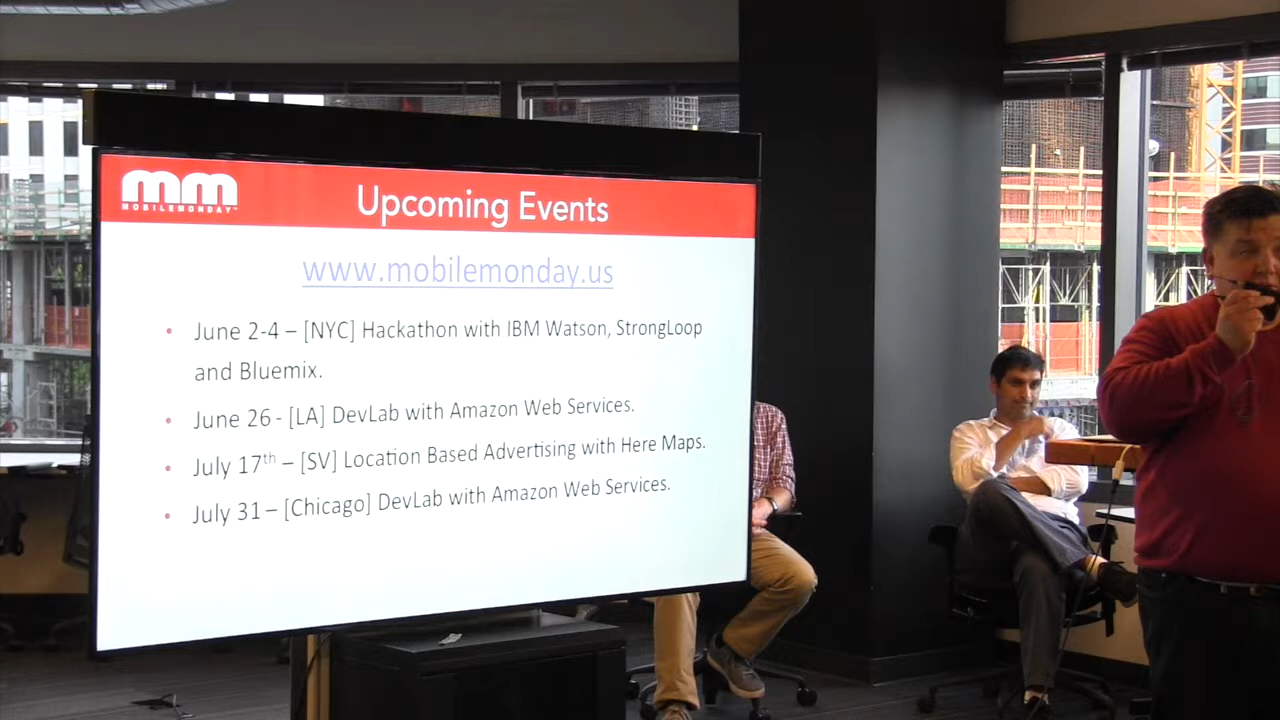 mm
MOBILEMONDAY™
Upcoming Events
www.mobilemonday.us
• June 2-4 – [NYC] Hackathon with IBM Watson, StrongLoop
and Bluemix.
• June 26 - [LA] DevLab with Amazon Web Services.
• July 17th – [SV] Location Based Advertising with Here Maps.
• July 31 – [Chicago] DevLab with Amazon Web Services.